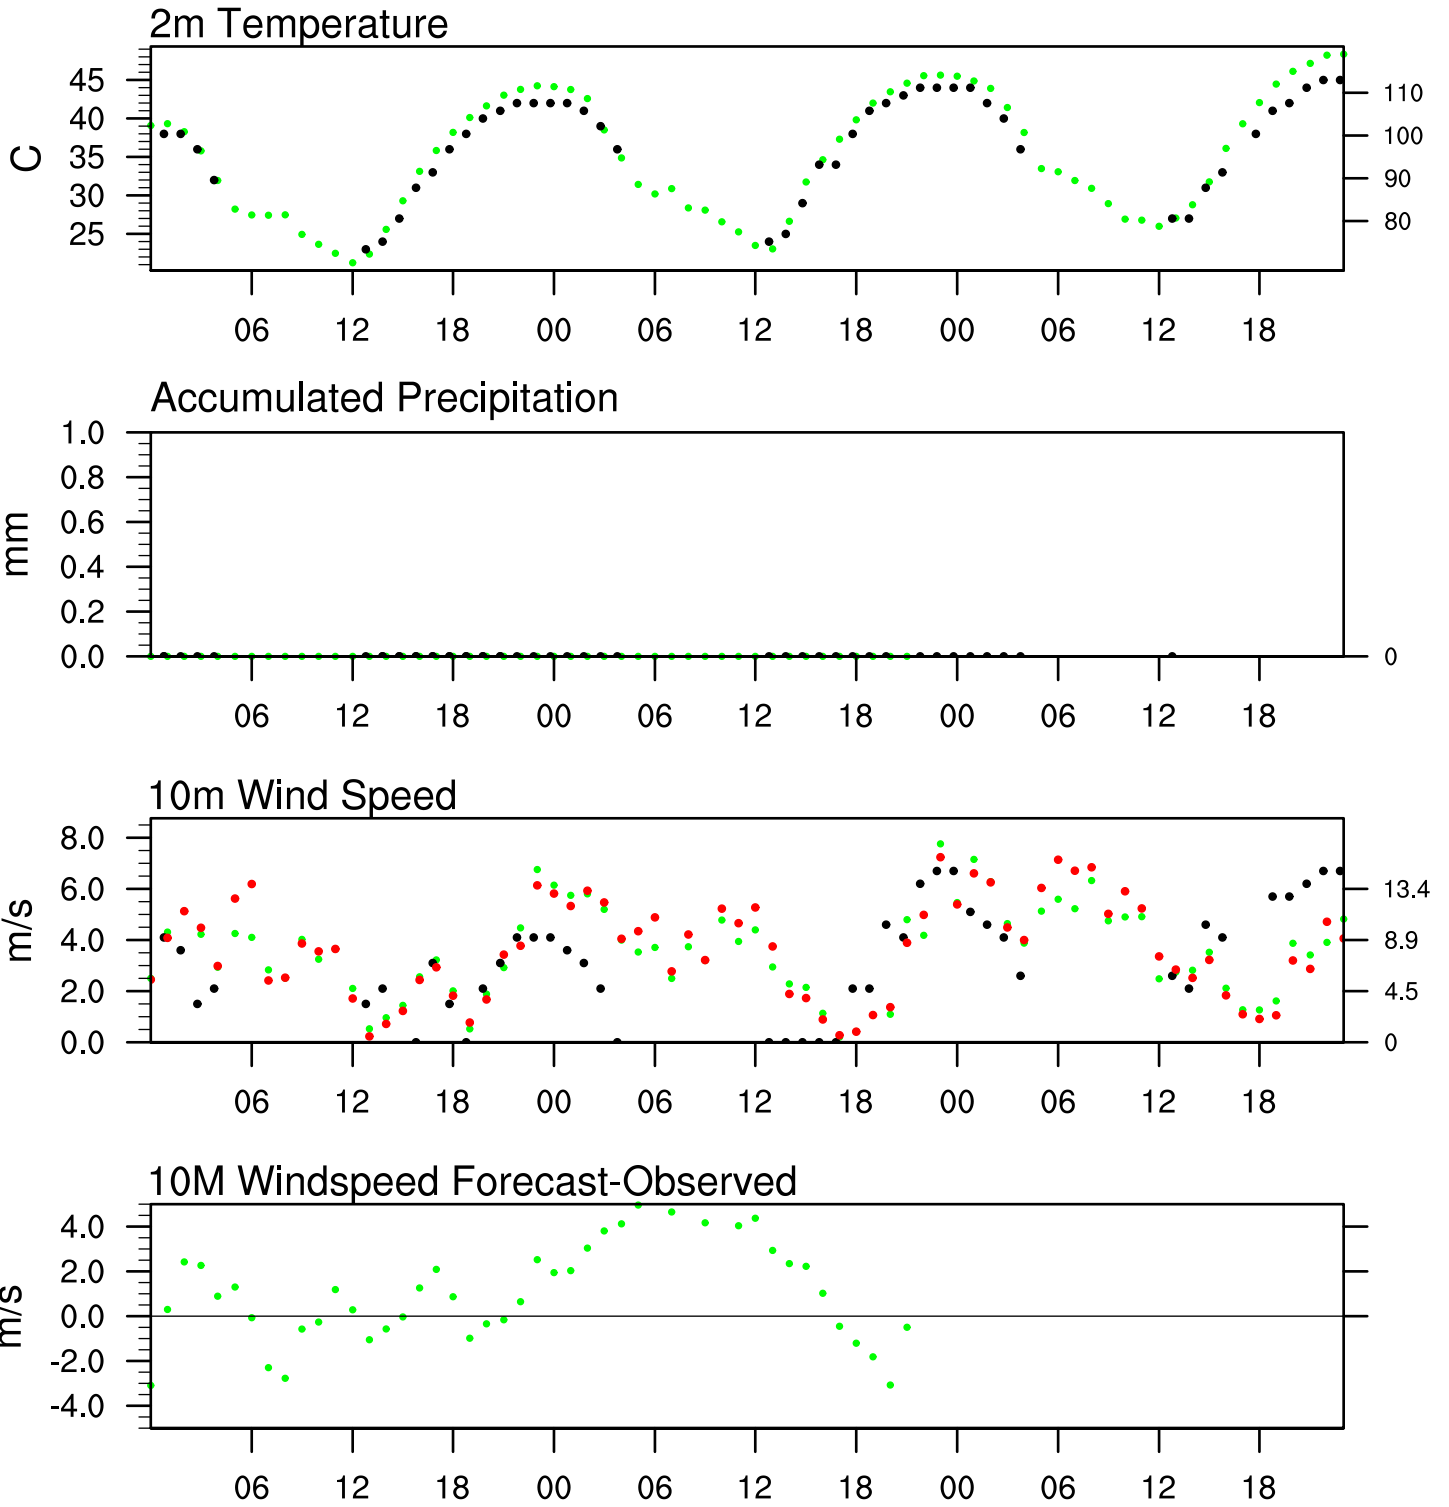 2m Temperature
45
40
35
30
25
C
110
100
90
80
06 12 18 00 06 12 18 00 06 12 18
Accumulated Precipitation
1.0
0.8
0.6
0.4
0.2
0.0
mm
0
06 12 18 00 06 12 18 00 06 12 18
10m Wind Speed
8.0
6.0
4.0
2.0
0.0
m/s
13.4
8.9
4.5
0
06 12 18 00 06 12 18 00 06 12 18
10M Windspeed Forecast-Observed
4.0
2.0
0.0
-2.0
-4.0
m/s
06 12 18 00 06 12 18 00 06 12 18